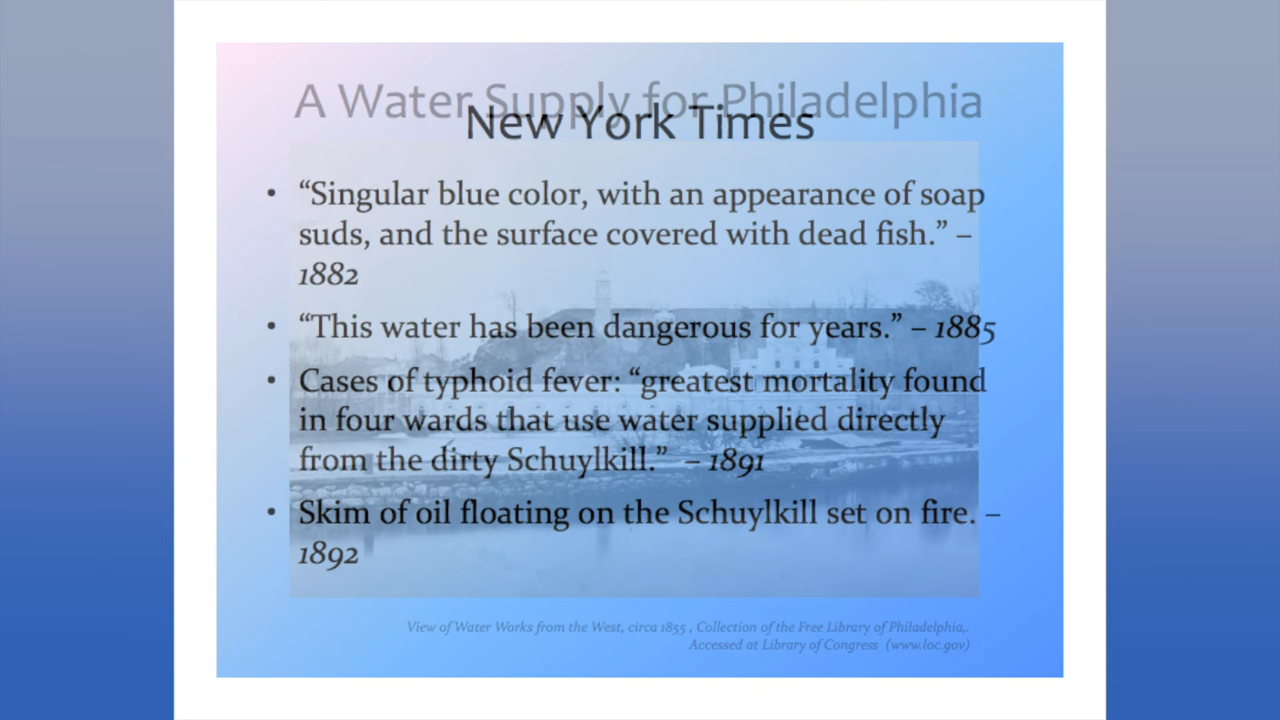 A Water Supply for Philadelphia
New York Times
• “Singular blue color, with an appearance of soap
suds, and the surface covered with dead fish.” –
1882
• “This water has been dangerous for years.” – 1885
• Cases of typhoid fever: “greatest mortality found
in four wards that use water supplied directly
from the dirty Schuylkill.” – 1891
• Skim of oil floating on the Schuylkill set on fire. –
1892
View of Water Works from the West, circa 1855 , Collection of the Free Library of Philadelphia,.
Accessed at Library of Congress (www.loc.gov)